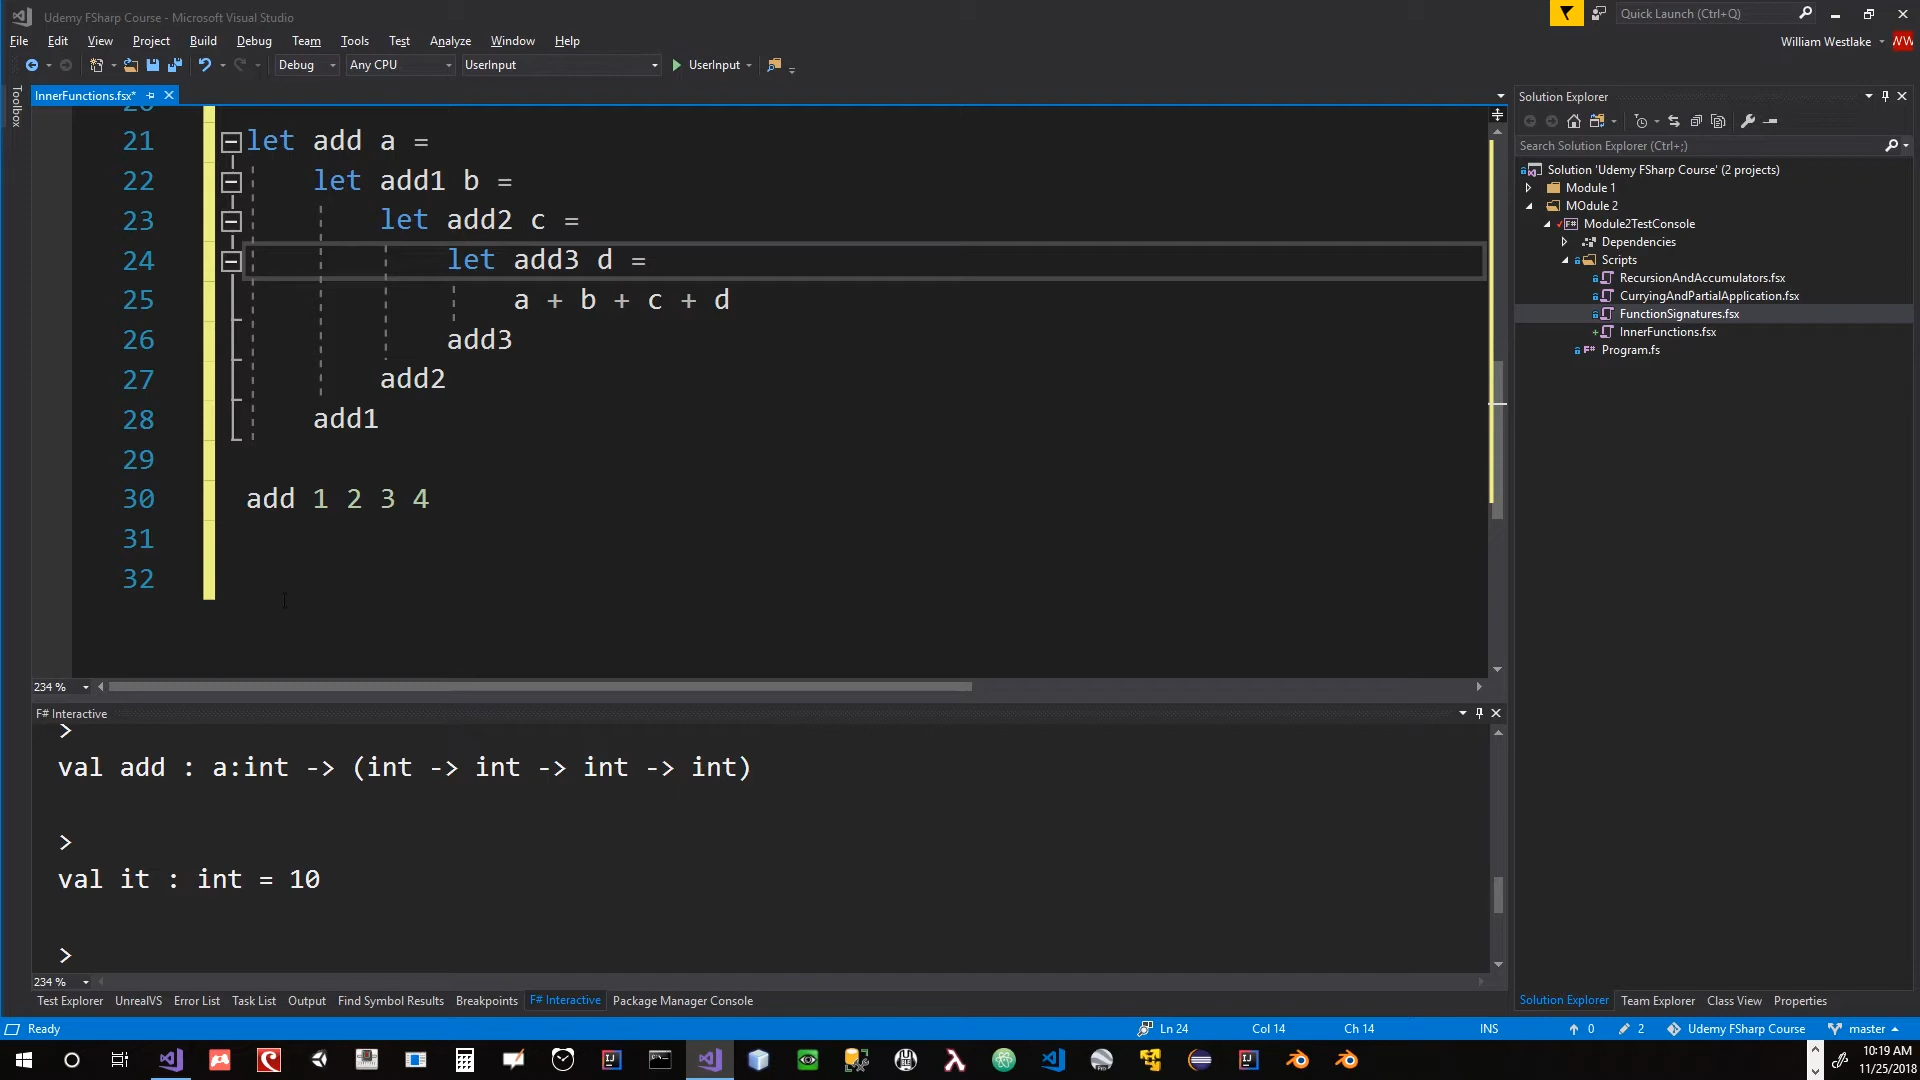 Udemy FSharp Course - Microsoft Visual Studio
Quick Launch (Ctrl+Q)
File Edit View Project Build Debug Team Tools Test Analyze Window Help
William Westlake WW
Debug Any CPU UserInput UserInput
Toolbox
InnerFunctions.fsx*
20
21 let add a =
22 let add1 b =
23 let add2 c =
24 let add3 d =
25 a + b + c + d
26 add3
27 add2
28 add1
29
30 add 1 2 3 4
31
32
234 %
F# Interactive
>
val add : a:int -> (int -> int -> int -> int)
>
val it : int = 10
>
234 %
Test Explorer UnrealVS Error List Task List Output Find Symbol Results Breakpoints F# Interactive Package Manager Console
Solution Explorer
Search Solution Explorer (Ctrl+;)
Solution 'Udemy FSharp Course' (2 projects)
Module 1
MOdule 2
F# Module2TestConsole
Dependencies
Scripts
RecursionAndAccumulators.fsx
CurryingAndPartialApplication.fsx
FunctionSignatures.fsx
InnerFunctions.fsx
F# Program.fs
Solution Explorer Team Explorer Class View Properties
Ready Ln 24 Col 14 Ch 14 INS 0 2 Udemy FSharp Course master
10:19 AM
11/25/2018